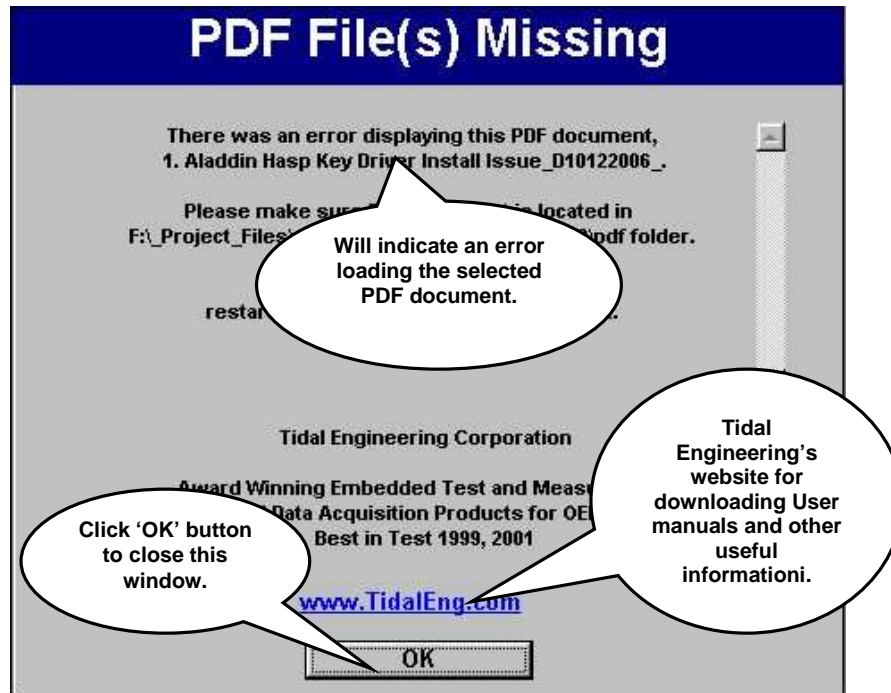 PDF File(s) Missing
There was an error displaying this PDF document,
1. Aladdin Hasp Key Driver Install Issue_D10122006_.
Please make sure located in
F:\_Project_Files\ \pdf folder.
Will indicate an error
loading the selected
PDF document.
Tidal Engineering Corporation
Award Winning Embedded Test and
Data Acquisition Products for
Best in Test 1999, 2001
Tidal
Engineering’s
website for
downloading User
manuals and other
useful
informationi.
Click ‘OK’ button
to close this
window.
www.TidalEng.com
OK